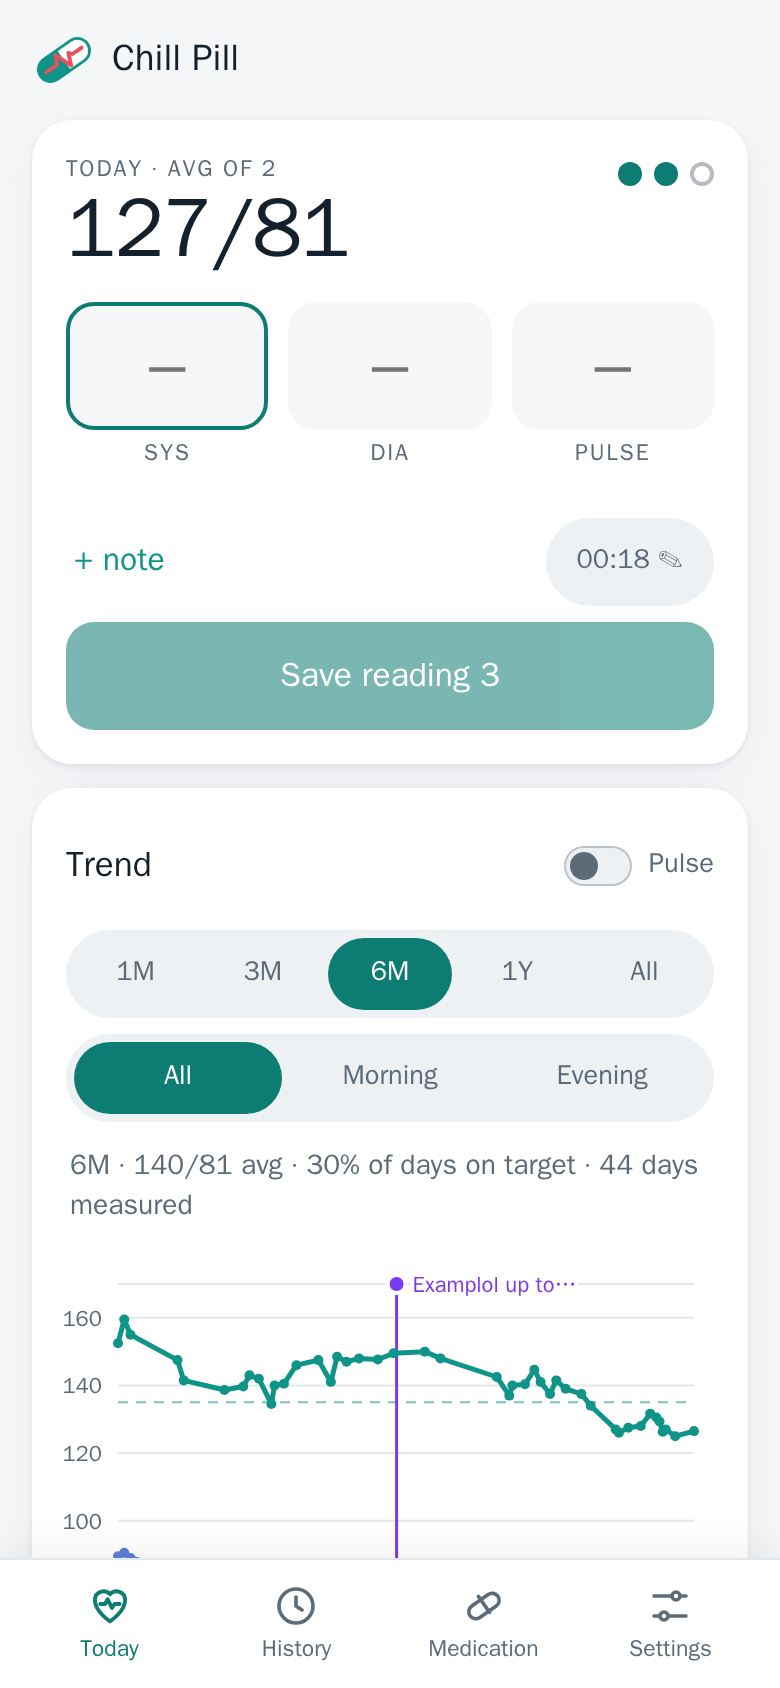 Chill Pill
TODAY · AVG OF 2
127/81
— — —
SYS DIA PULSE
+ note 00:18 ✎
Save reading 3
Trend Pulse
1M 3M 6M 1Y All
All Morning Evening
6M · 140/81 avg · 30% of days on target · 44 days
measured
Examplol up to···
160
140
120
100
Today History Medication Settings